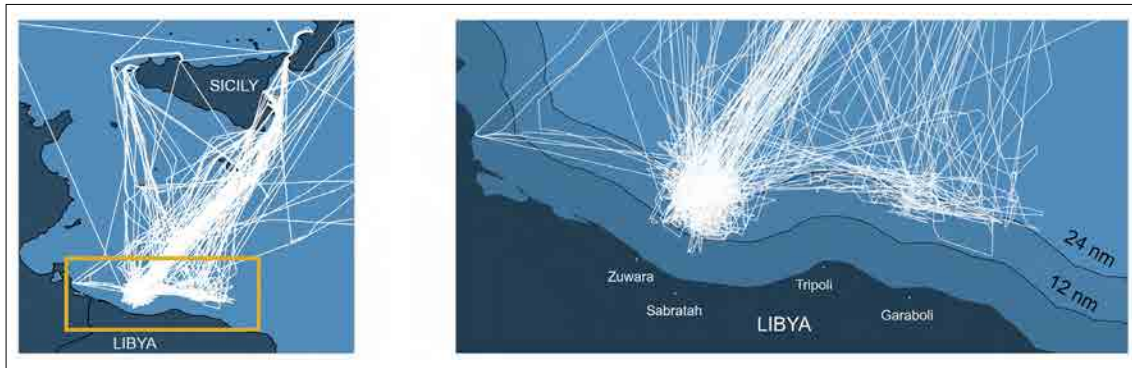 SICILY
LIBYA
24 nm
12 nm
Zuwara
Tripoli
Sabratah
Garaboli
LIBYA